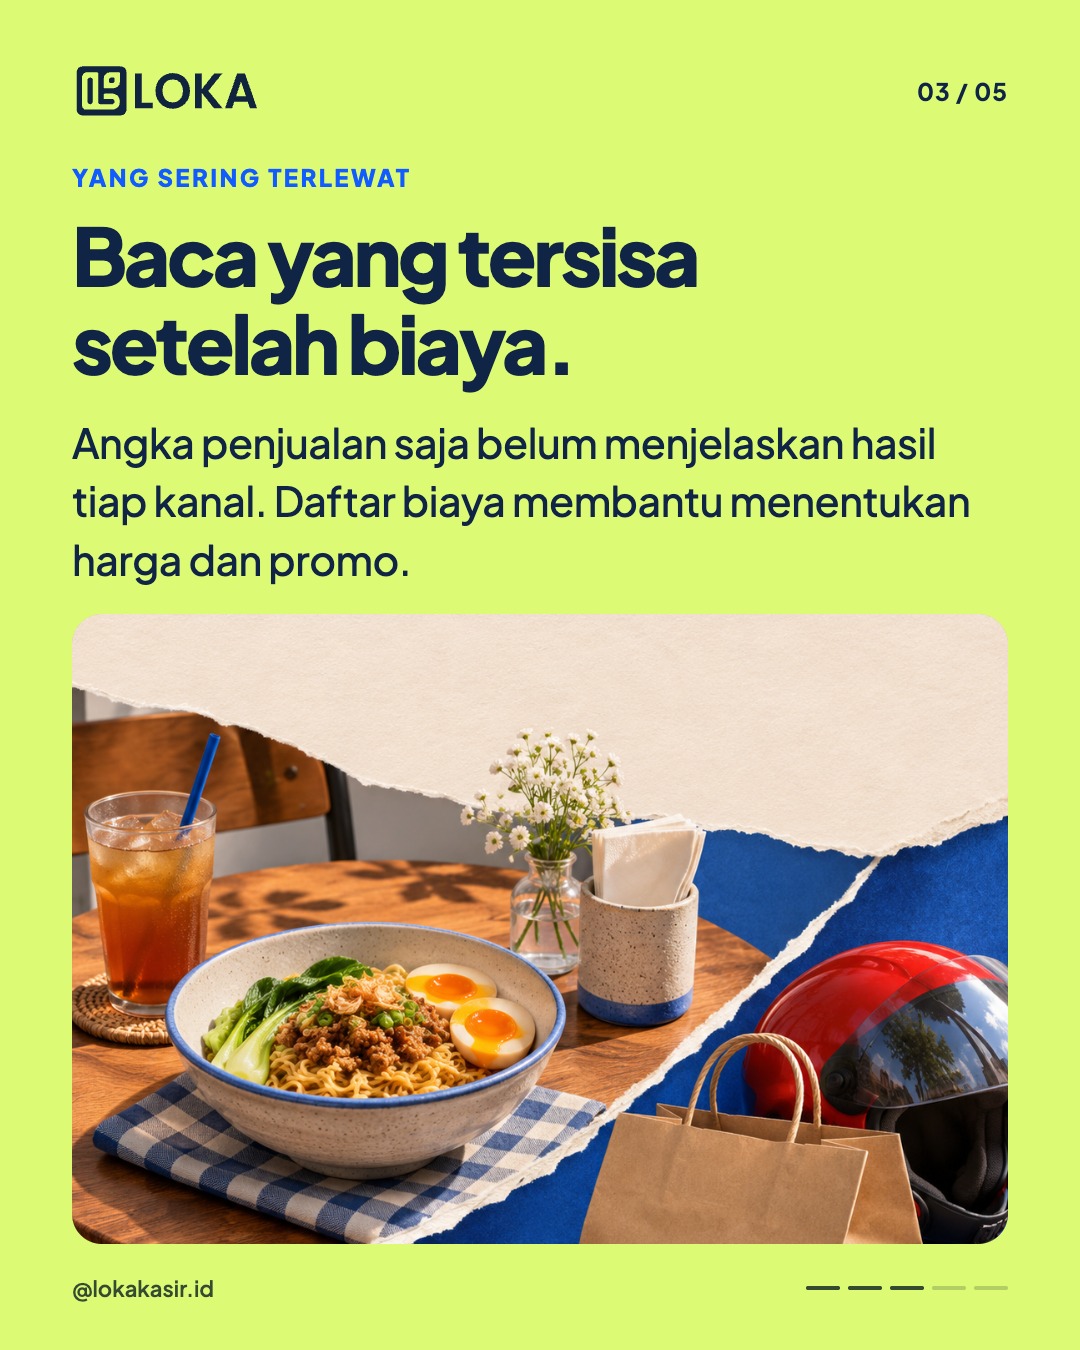 LOKA
03 / 05
YANG SERING TERLEWAT
Baca yang tersisa
setelah biaya.
Angka penjualan saja belum menjelaskan hasil
tiap kanal. Daftar biaya membantu menentukan
harga dan promo.
@lokakasir.id